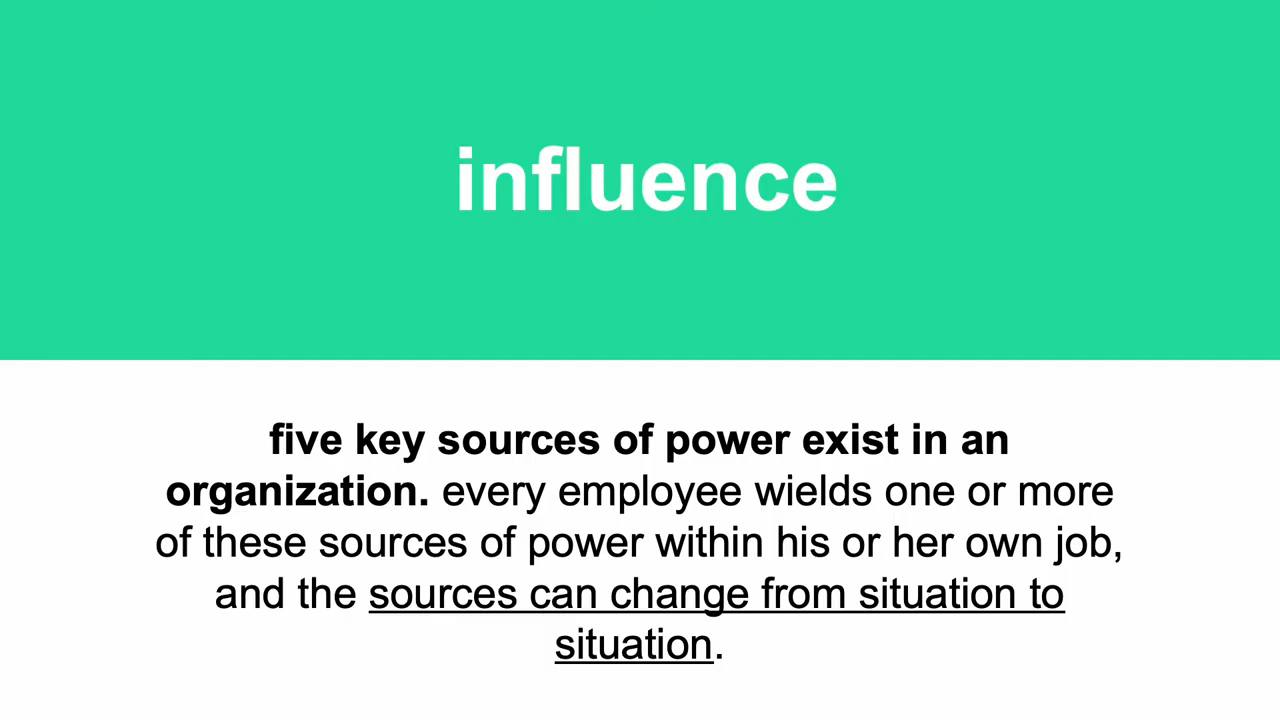 influence
five key sources of power exist in an
organization. every employee wields one or more
of these sources of power within his or her own job,
and the sources can change from situation to
situation.